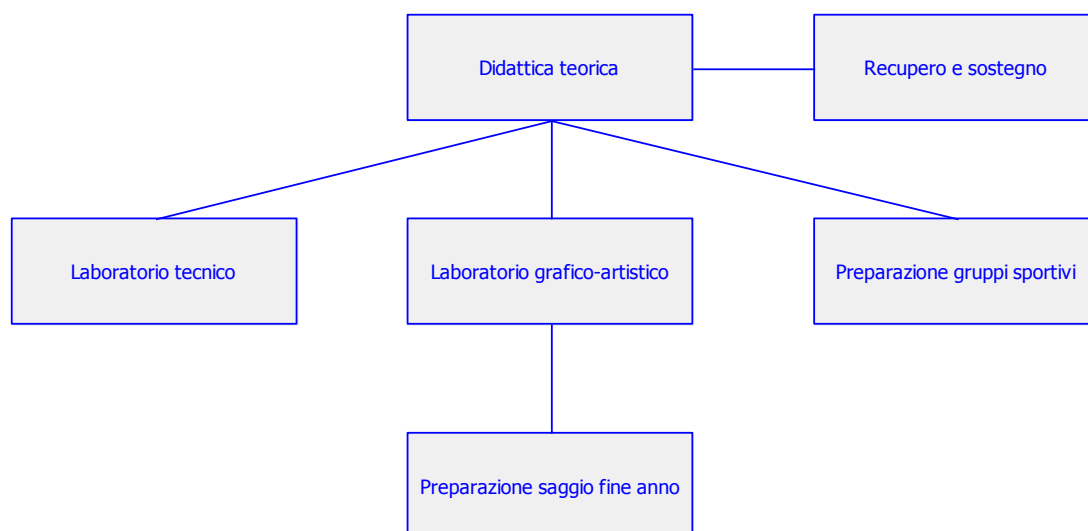 Didattica teorica
Recupero e sostegno
Laboratorio tecnico
Laboratorio grafico-artistico
Preparazione gruppi sportivi
Preparazione saggio fine anno